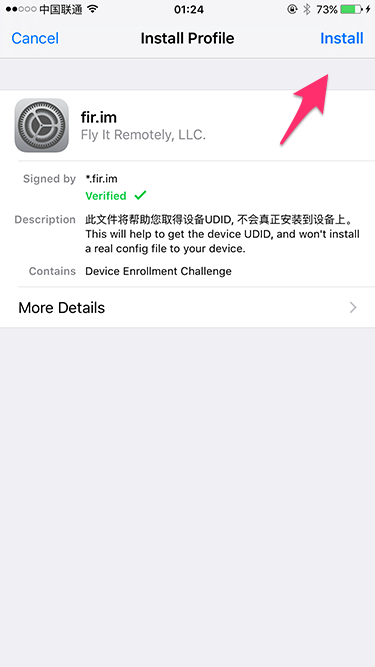 中国联通 01:24 73%
Cancel Install Profile Install
fir.im
Fly It Remotely, LLC.
Signed by *.fir.im
Verified
Description 此文件将帮助您取得设备UDID, 不会真正安装到设备上。
This will help to get the device UDID, and won't install
a real config file to your device.
Contains Device Enrollment Challenge
More Details